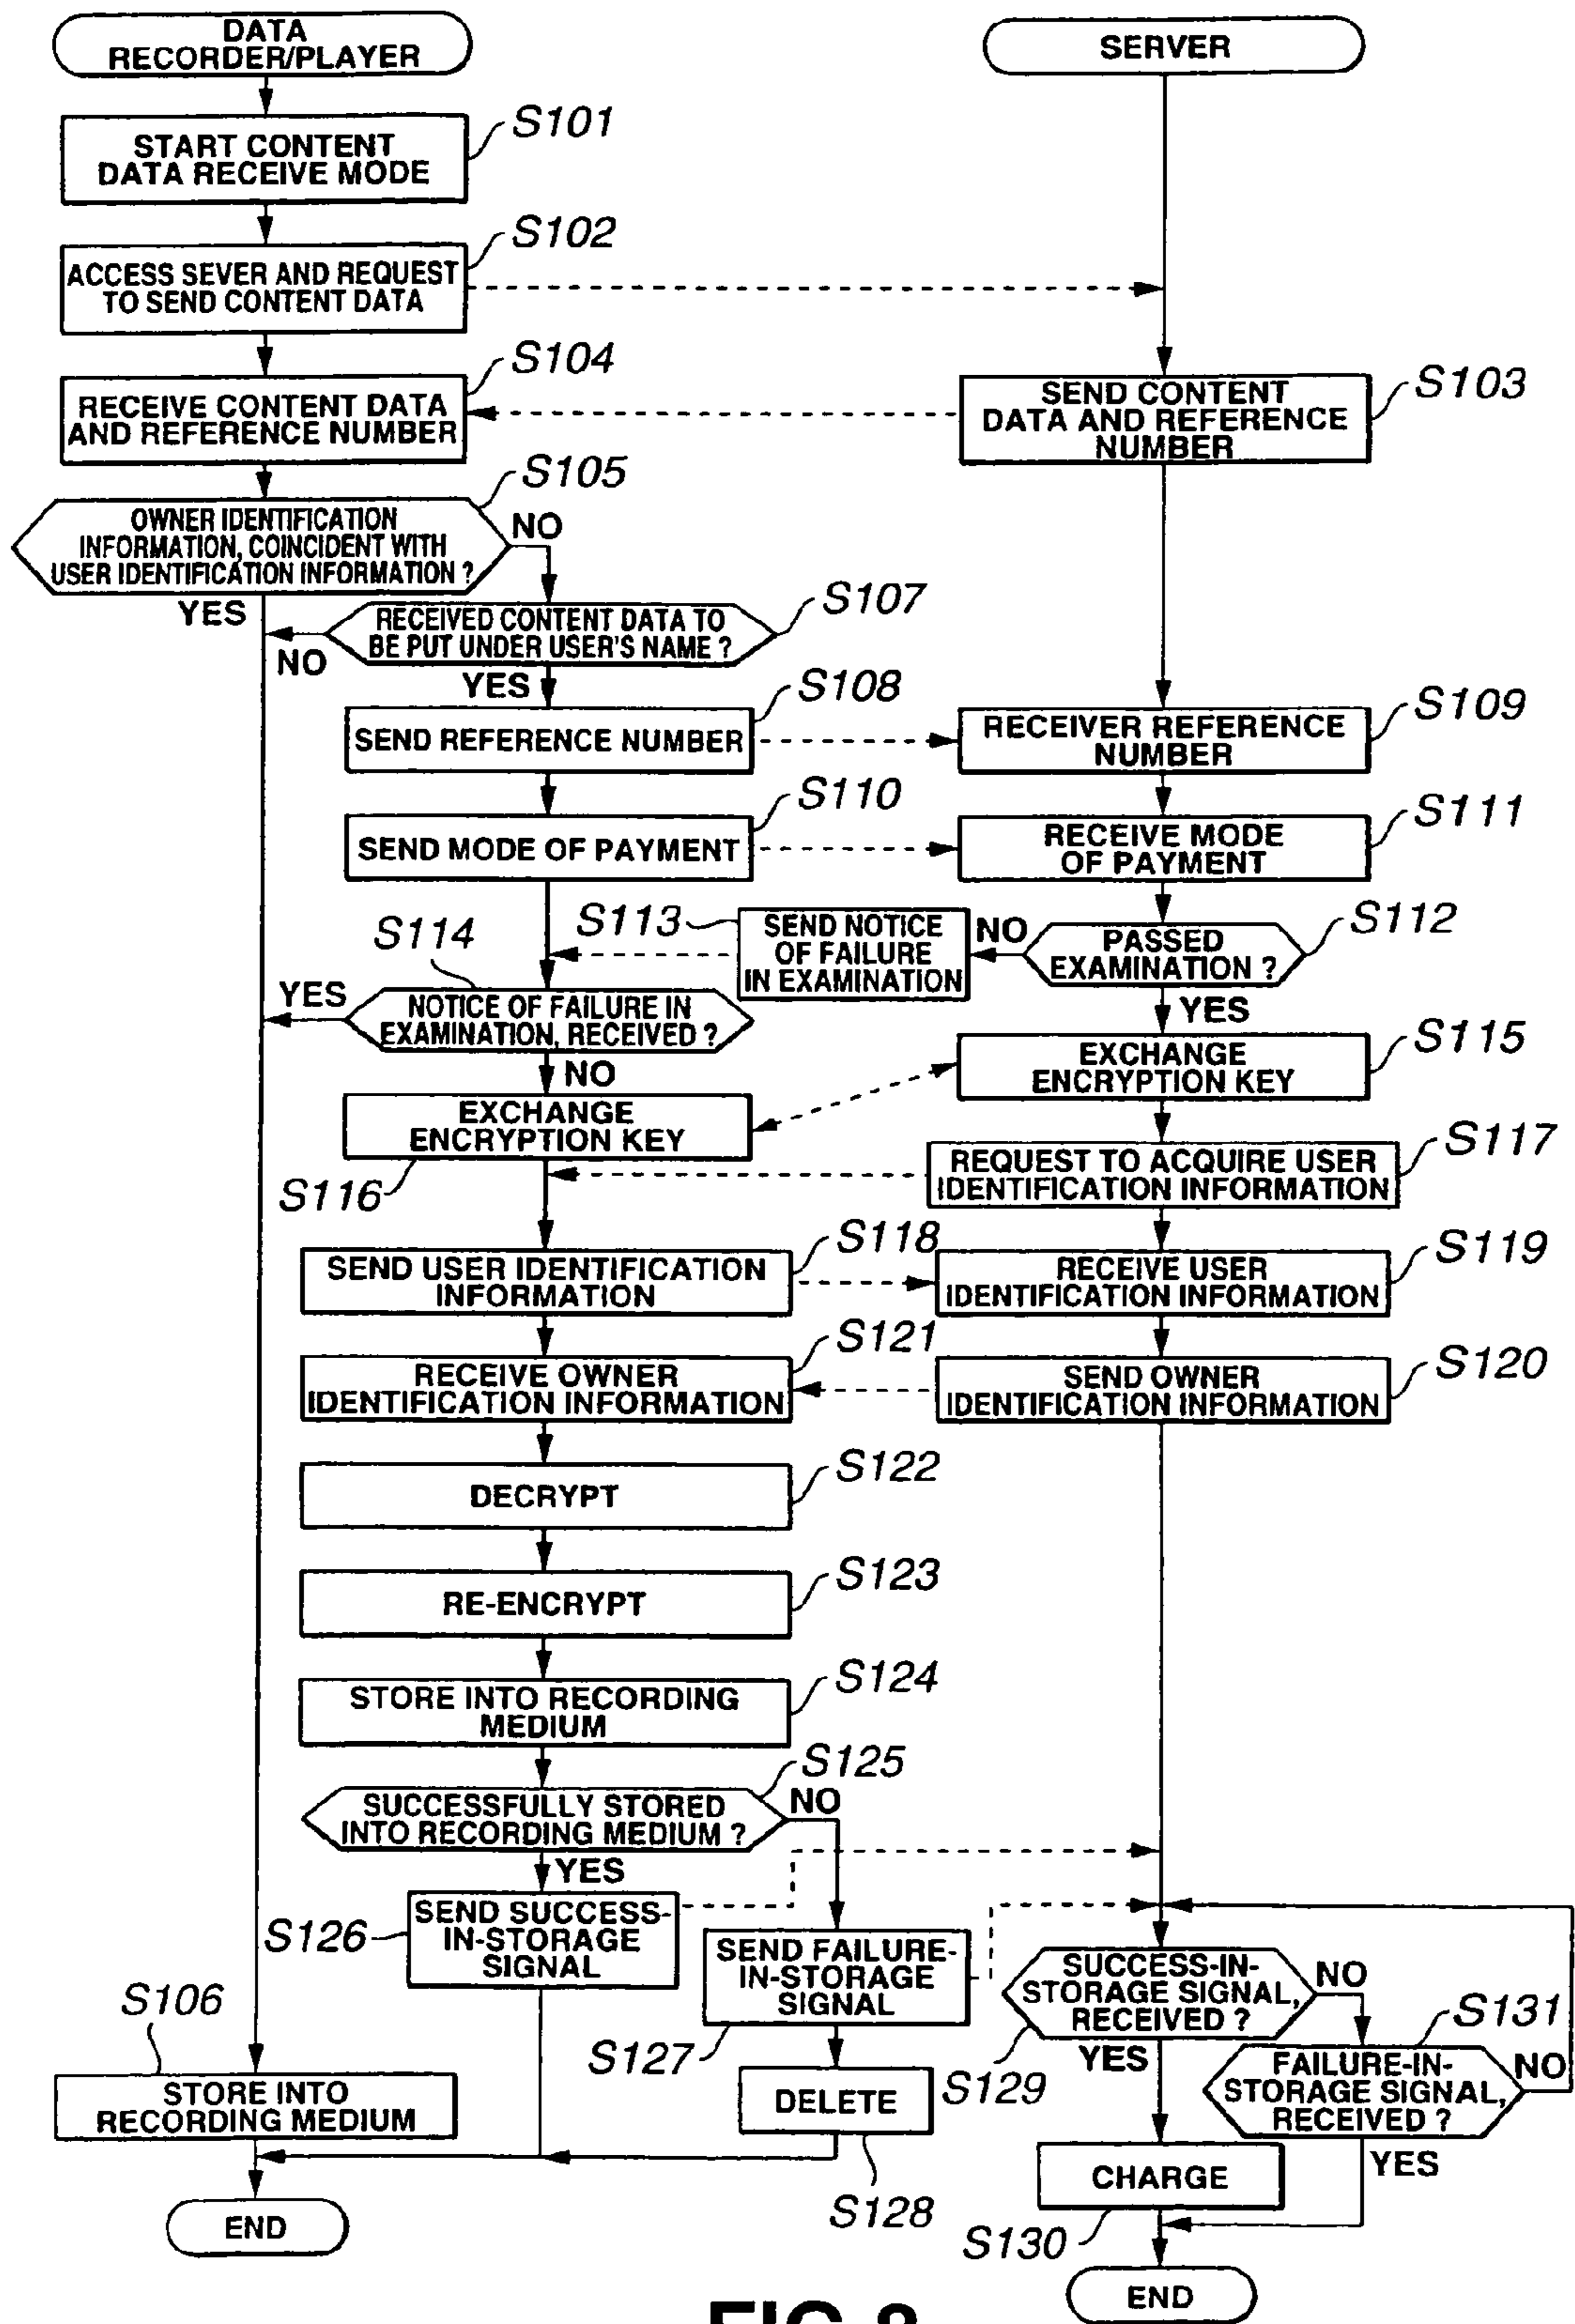 DATA
RECORDER/PLAYER
SERVER
S101
START CONTENT
DATA RECEIVE MODE
S102
ACCESS SEVER AND REQUEST
TO SEND CONTENT DATA
S104
RECEIVE CONTENT DATA
AND REFERENCE NUMBER
SEND CONTENT
DATA AND REFERENCE
NUMBER
S103
S105
OWNER IDENTIFICATION
INFORMATION, COINCIDENT WITH
USER IDENTIFICATION INFORMATION ?
NO
YES
S107
RECEIVED CONTENT DATA TO
BE PUT UNDER USER'S NAME ?
NO
YES
S108
SEND REFERENCE NUMBER
RECEIVER REFERENCE
NUMBER
S109
S110
SEND MODE OF PAYMENT
RECEIVE MODE
OF PAYMENT
S111
S113
SEND NOTICE
OF FAILURE
IN EXAMINATION
NO
PASSED
EXAMINATION ?
S112
YES
S114
YES
NOTICE OF FAILURE IN
EXAMINATION, RECEIVED ?
NO
EXCHANGE
ENCRYPTION KEY
S115
EXCHANGE
ENCRYPTION KEY
S116
REQUEST TO ACQUIRE USER
IDENTIFICATION INFORMATION
S117
S118
SEND USER IDENTIFICATION
INFORMATION
RECEIVE USER
IDENTIFICATION INFORMATION
S119
S121
RECEIVE OWNER
IDENTIFICATION INFORMATION
SEND OWNER
IDENTIFICATION INFORMATION
S120
S122
DECRYPT
S123
RE-ENCRYPT
S124
STORE INTO RECORDING
MEDIUM
S125
SUCCESSFULLY STORED
INTO RECORDING MEDIUM ?
NO
YES
S126
SEND SUCCESS-
IN-STORAGE
SIGNAL
SEND FAILURE-
IN-STORAGE
SIGNAL
S127
SUCCESS-IN-
STORAGE SIGNAL,
RECEIVED ?
NO
S129
YES
S131
FAILURE-IN-
STORAGE SIGNAL,
RECEIVED ?
NO
YES
S106
STORE INTO
RECORDING MEDIUM
DELETE
S128
CHARGE
S130
END
END
FIG.8